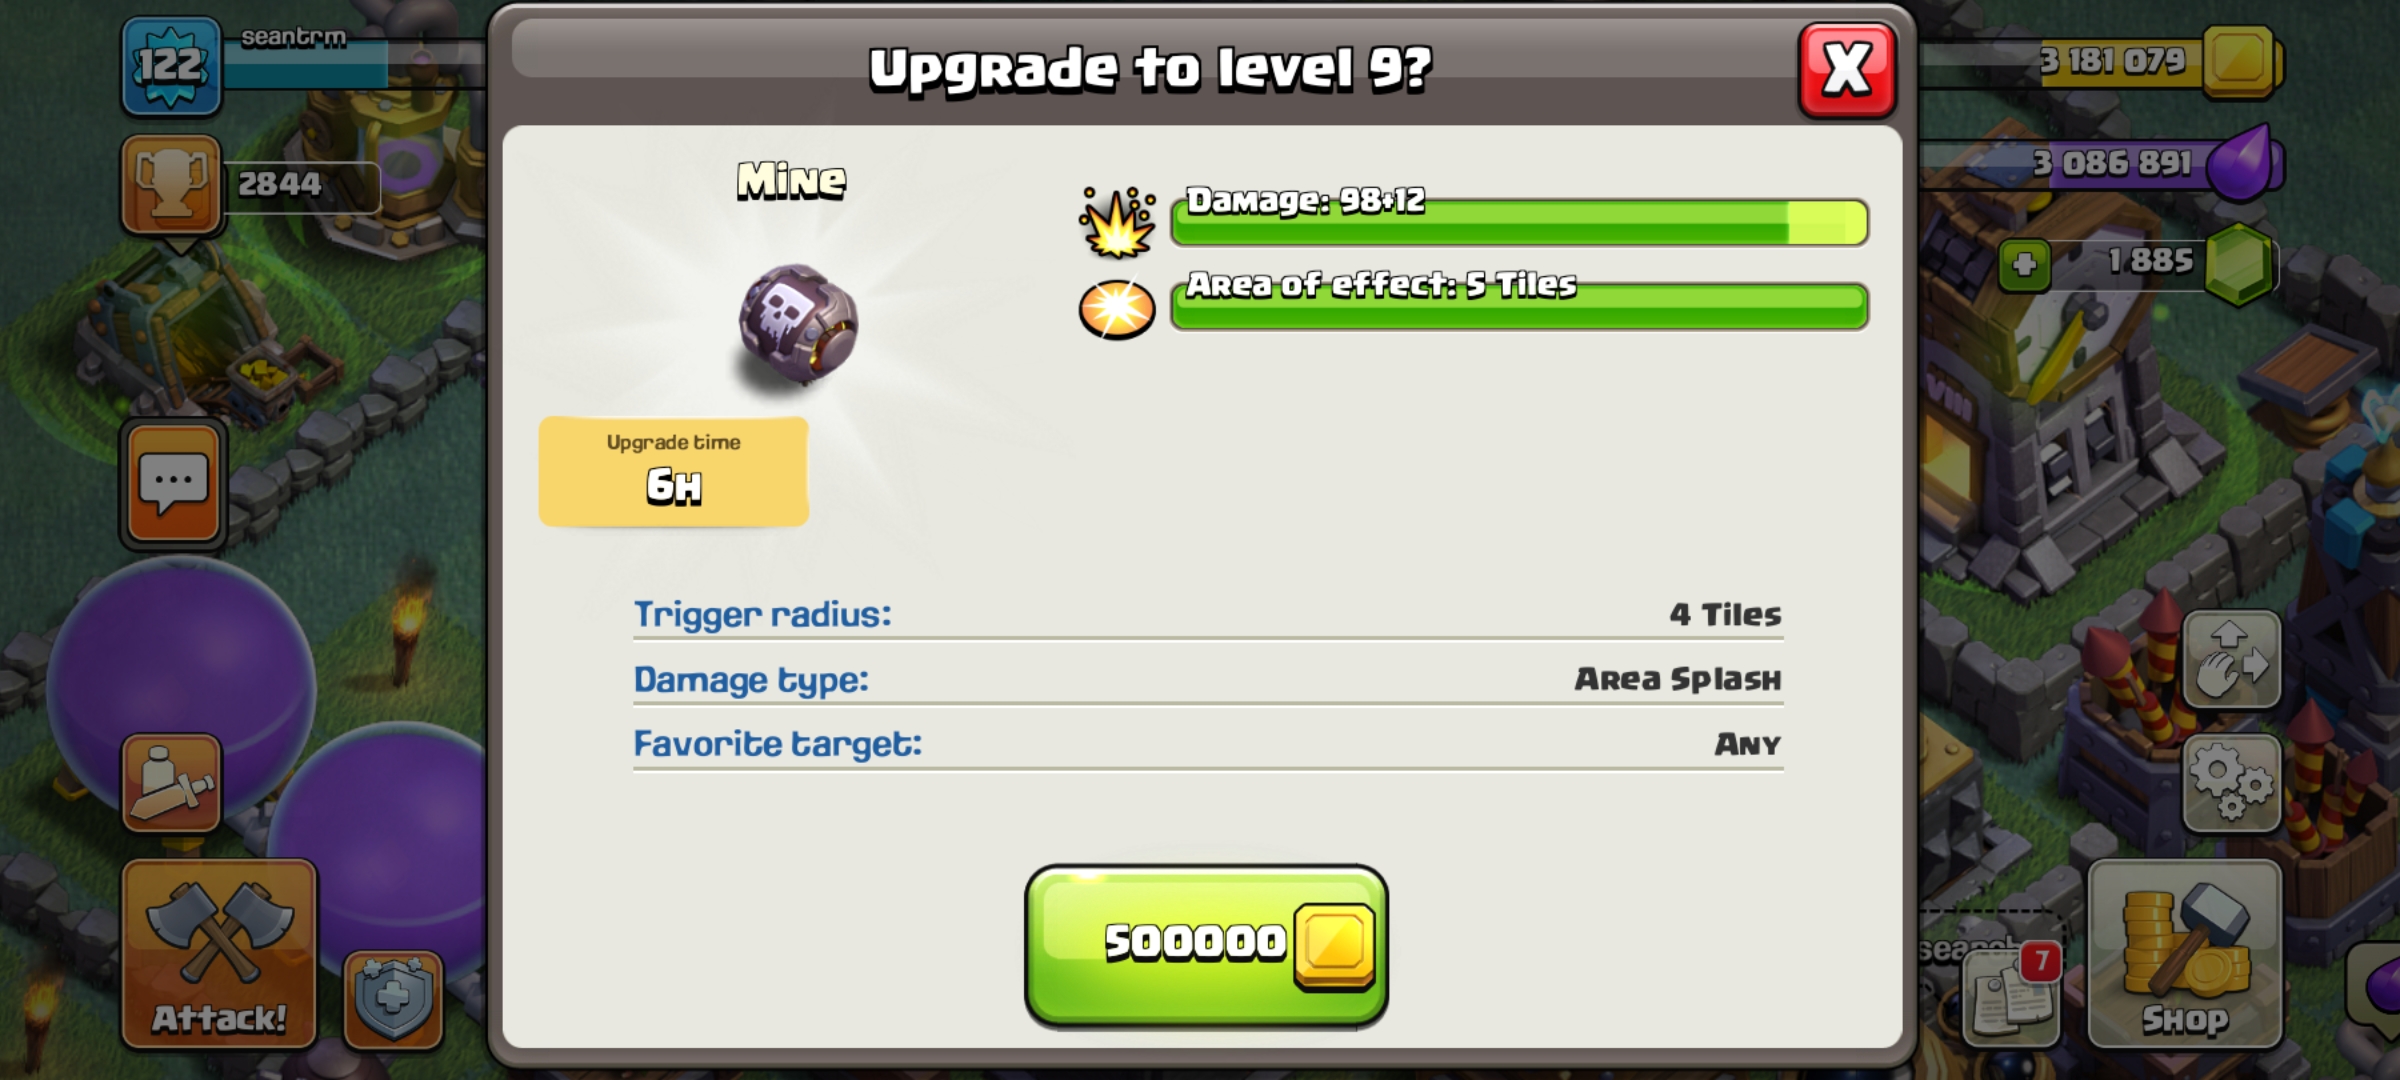 122
seantrm
Upgrade to level 9?
X
3 181 079
2844
Mine
Damage: 98+12
3 086 891
Area of effect: 5 Tiles
1 885
VIII
Upgrade time
6H
Trigger radius: 4 Tiles
Damage type: Area Splash
Favorite target: Any
500000
Attack!
7
Shop